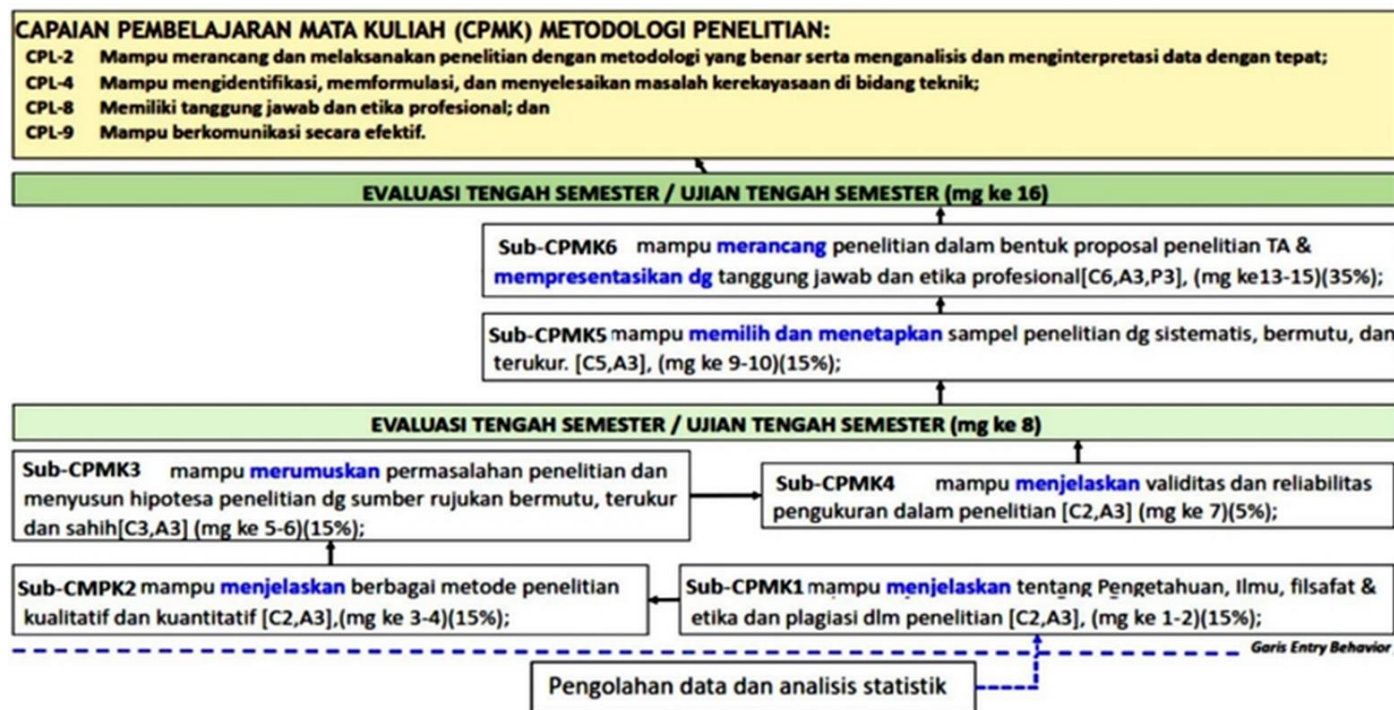 CAPAIAN PEMBELAJARAN MATA KULIAH (CPMK) METODOLOGI PENELITIAN:
CPL-2 Mampu merancang dan melaksanakan penelitian dengan metodologi yang benar serta menganalisis dan menginterpretasi data dengan tepat;
CPL-4 Mampu mengidentifikasi, memformulasi, dan menyelesaikan masalah kerekayasaan di bidang teknik;
CPL-8 Memiliki tanggung jawab dan etika profesional; dan
CPL-9 Mampu berkomunikasi secara efektif.
EVALUASI TENGAH SEMESTER / UJIAN TENGAH SEMESTER (mg ke 16)
Sub-CPMK6 mampu merancang penelitian dalam bentuk proposal penelitian TA &
mempresentasikan dg tanggung jawab dan etika profesional[C6,A3,P3], (mg ke13-15)(35%);
Sub-CPMK5 mampu memilih dan menetapkan sampel penelitian dg sistematis, bermutu, dan
terukur. [C5,A3], (mg ke 9-10)(15%);
EVALUASI TENGAH SEMESTER / UJIAN TENGAH SEMESTER (mg ke 8)
Sub-CPMK3 mampu merumuskan permasalahan penelitian dan
menyusun hipotesa penelitian dg sumber rujukan bermutu, terukur
dan sahih[C3,A3] (mg ke 5-6)(15%);
Sub-CPMK4 mampu menjelaskan validitas dan reliabilitas
pengukuran dalam penelitian [C2,A3] (mg ke 7)(5%);
Sub-CMPK2 mampu menjelaskan berbagai metode penelitian
kualitatif dan kuantitatif [C2,A3],(mg ke 3-4)(15%);
Sub-CPMK1 mampu menjelaskan tentang Pengetahuan, Ilmu, filsafat &
etika dan plagiasi dlm penelitian [C2,A3], (mg ke 1-2)(15%);
Garis Entry Behavior
Pengolahan data dan analisis statistik